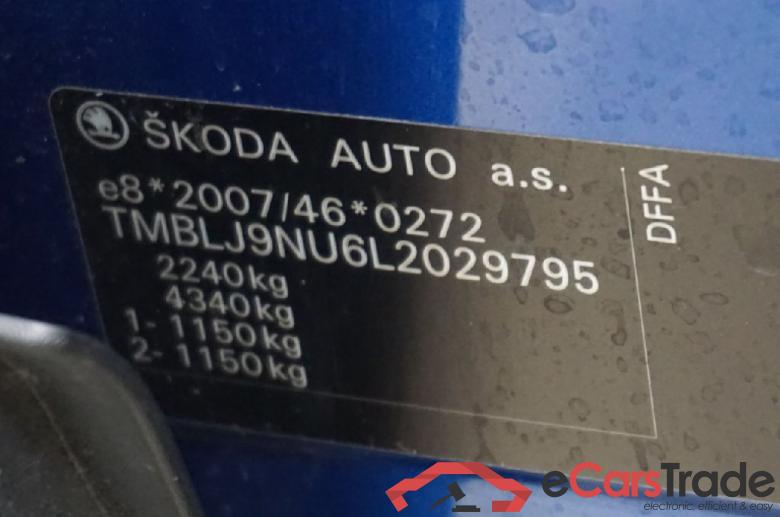 ŠKODA AUTO a.s.
e8*2007/46*0272
TMBLJ9NU6L2029795
2240kg
4340kg
1- 1150kg
2- 1150kg
DFFA
eCarsTrade
electronic, efficient & easy